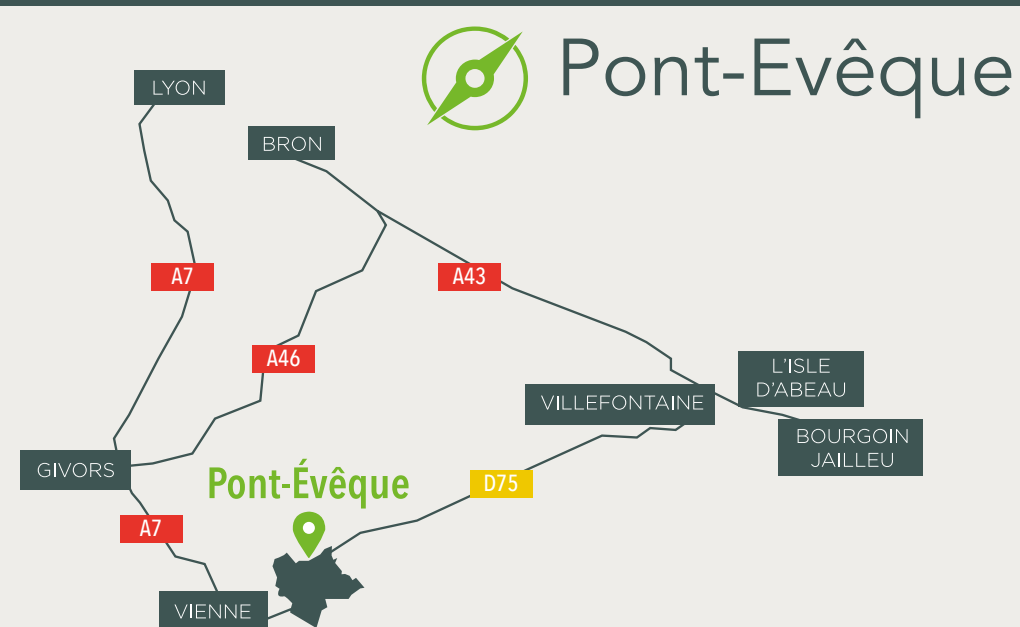 Pont-Evêque
LYON
BRON
A7
A43
A46
L'ISLE
D'ABEAU
VILLEFONTAINE
BOURGOIN
JAILLEU
GIVORS
Pont-Évêque
D75
A7
VIENNE